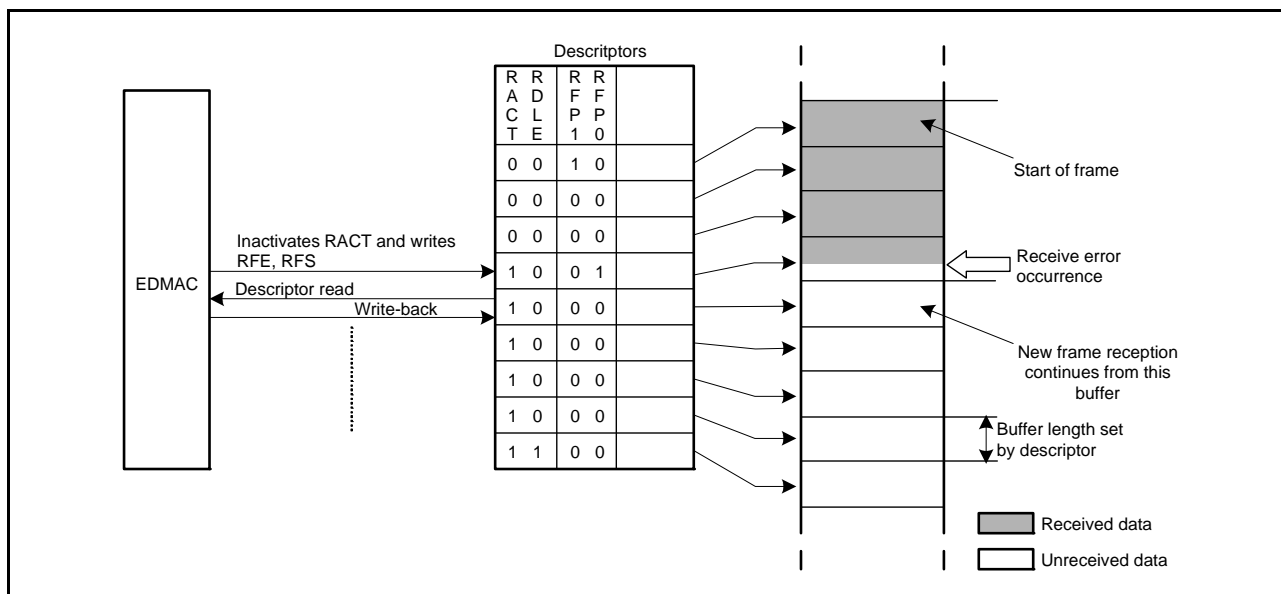 Descritptors
R R R R
A D F F
C L P P
T E 1 0
0 0 1 0
0 0 0 0
0 0 0 0
1 0 0 1
1 0 0 0
1 0 0 0
1 0 0 0
1 0 0 0
1 1 0 0
EDMAC
Inactivates RACT and writes
RFE, RFS
Descriptor read
Write-back
Start of frame
Receive error
occurrence
New frame reception
continues from this
buffer
Buffer length set
by descriptor
Received data
Unreceived data